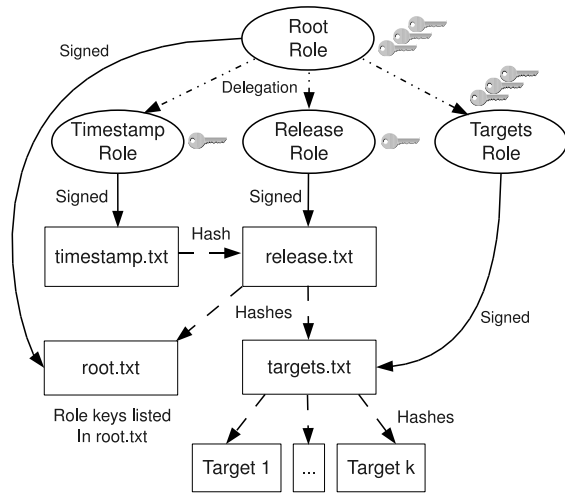 Root
Role
Signed
Delegation
Timestamp
Role
Release
Role
Targets
Role
Signed
Signed
Hash
timestamp.txt
release.txt
Hashes
Signed
root.txt
targets.txt
Role keys listed
In root.txt
Hashes
Target 1
...
Target k